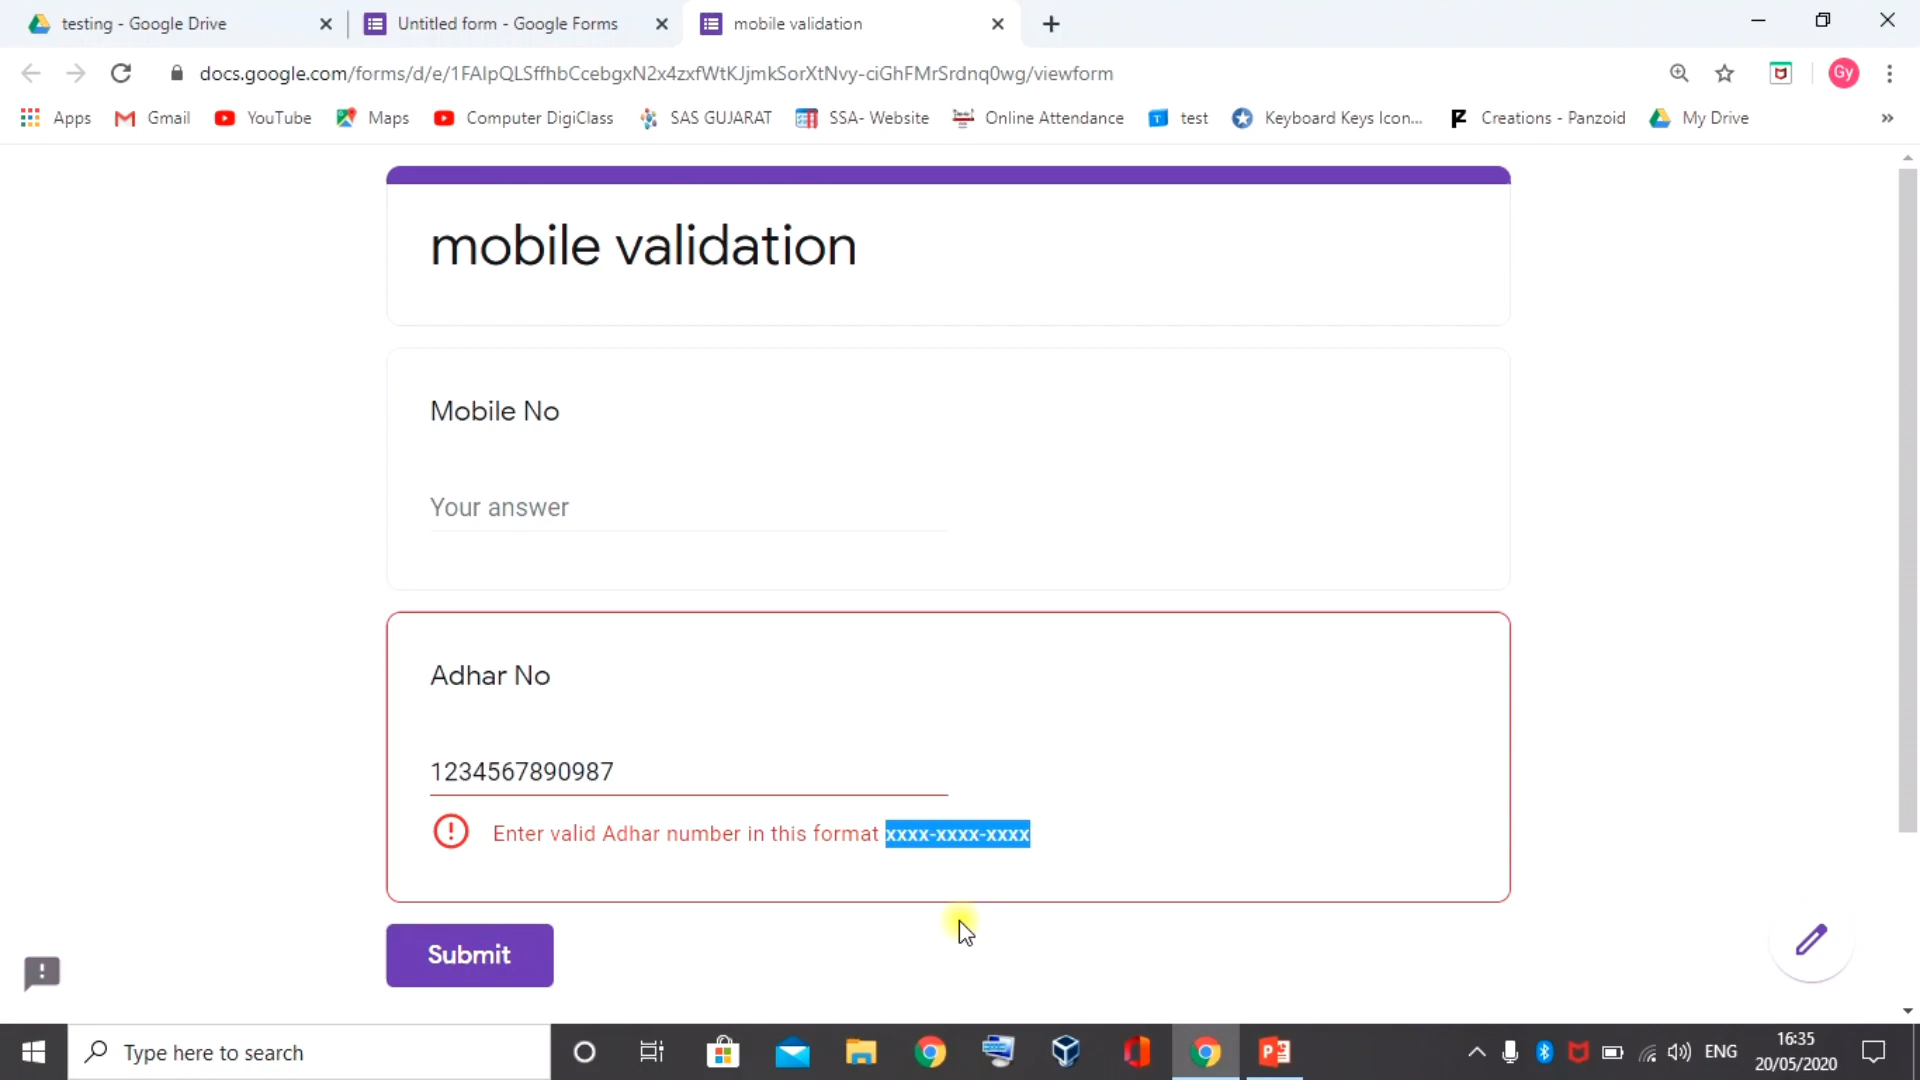 testing - Google Drive
Untitled form - Google Forms
mobile validation
docs.google.com/forms/d/e/1FAIpQLSffhbCcebgxN2x4zxfWtKJjmkSorXtNvy-ciGhFMrSrdnq0wg/viewform
Gy
Apps
Gmail
YouTube
Maps
Computer DigiClass
SAS GUJARAT
SSA- Website
Online Attendance
test
Keyboard Keys Icon...
Creations - Panzoid
My Drive
»
mobile validation
Mobile No
Your answer
Adhar No
1234567890987
Enter valid Adhar number in this format xxxx-xxxx-xxxx
Submit
Type here to search
ENG
16:35
20/05/2020